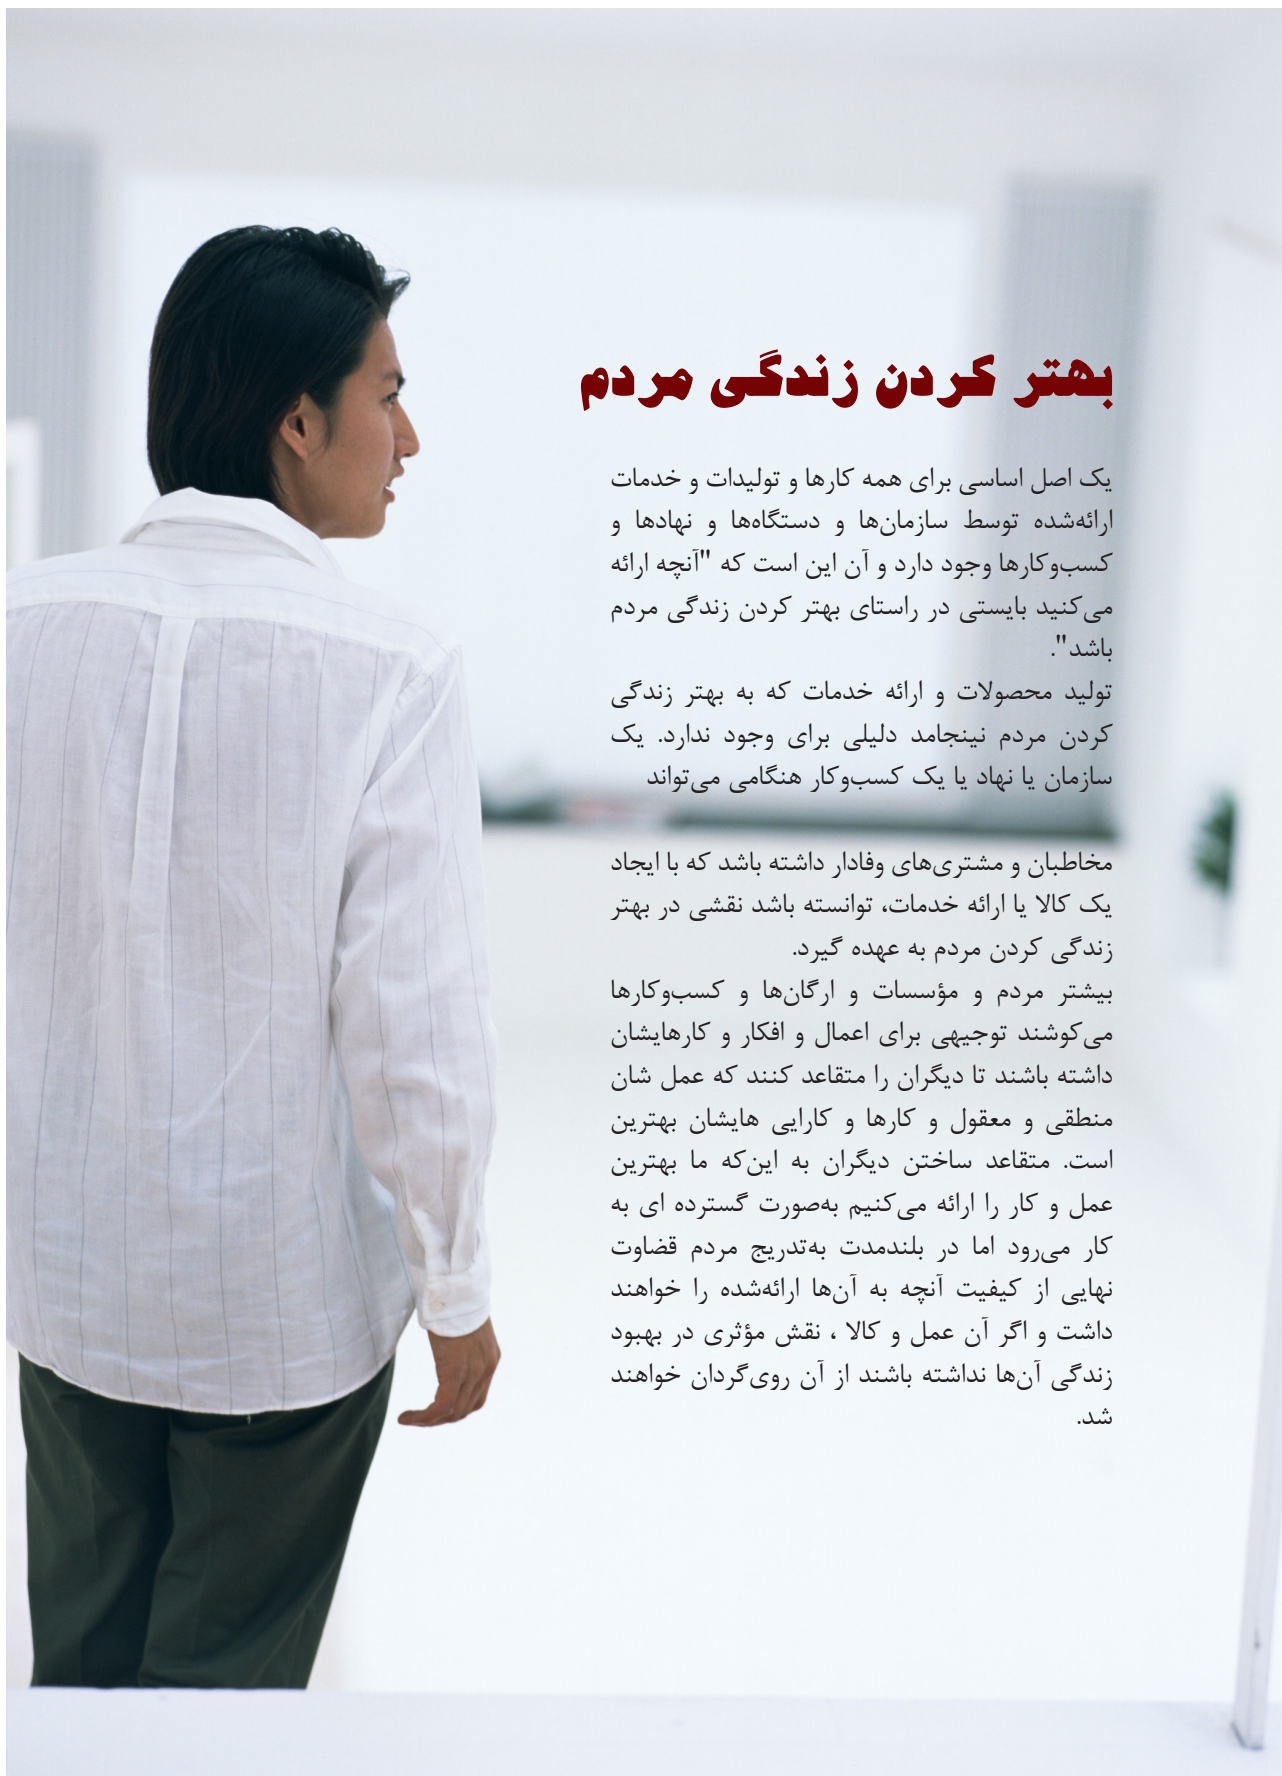 بهتر کردن زندگی مردم
یک اصل اساسی برای همه کارها و تولیدات و خدمات
ارائه‌شده توسط سازمان‌ها و دستگاه‌ها و نهادها و
کسب‌وکارها وجود دارد و آن این است که "آنچه ارائه
می‌کنید بایستی در راستای بهتر کردن زندگی مردم
باشد".
تولید محصولات و ارائه خدمات که به بهتر زندگی
کردن مردم نینجامد دلیلی برای وجود ندارد. یک
سازمان یا نهاد یا یک کسب‌وکار هنگامی می‌تواند
مخاطبان و مشتری‌های وفادار داشته باشد که با ایجاد
یک کالا یا ارائه خدمات، توانسته باشد نقشی در بهتر
زندگی کردن مردم به عهده گیرد.
بیشتر مردم و مؤسسات و ارگان‌ها و کسب‌وکارها
می‌کوشند توجیهی برای اعمال و افکار و کارهایشان
داشته باشند تا دیگران را متقاعد کنند که عمل شان
منطقی و معقول و کارها و کارایی هایشان بهترین
است. متقاعد ساختن دیگران به این‌که ما بهترین
عمل و کار را ارائه می‌کنیم به‌صورت گسترده ای به
کار می‌رود اما در بلندمدت به‌تدریج مردم قضاوت
نهایی از کیفیت آنچه به آن‌ها ارائه‌شده را خواهند
داشت و اگر آن عمل و کالا ، نقش مؤثری در بهبود
زندگی آن‌ها نداشته باشند از آن روی‌گردان خواهند
شد.